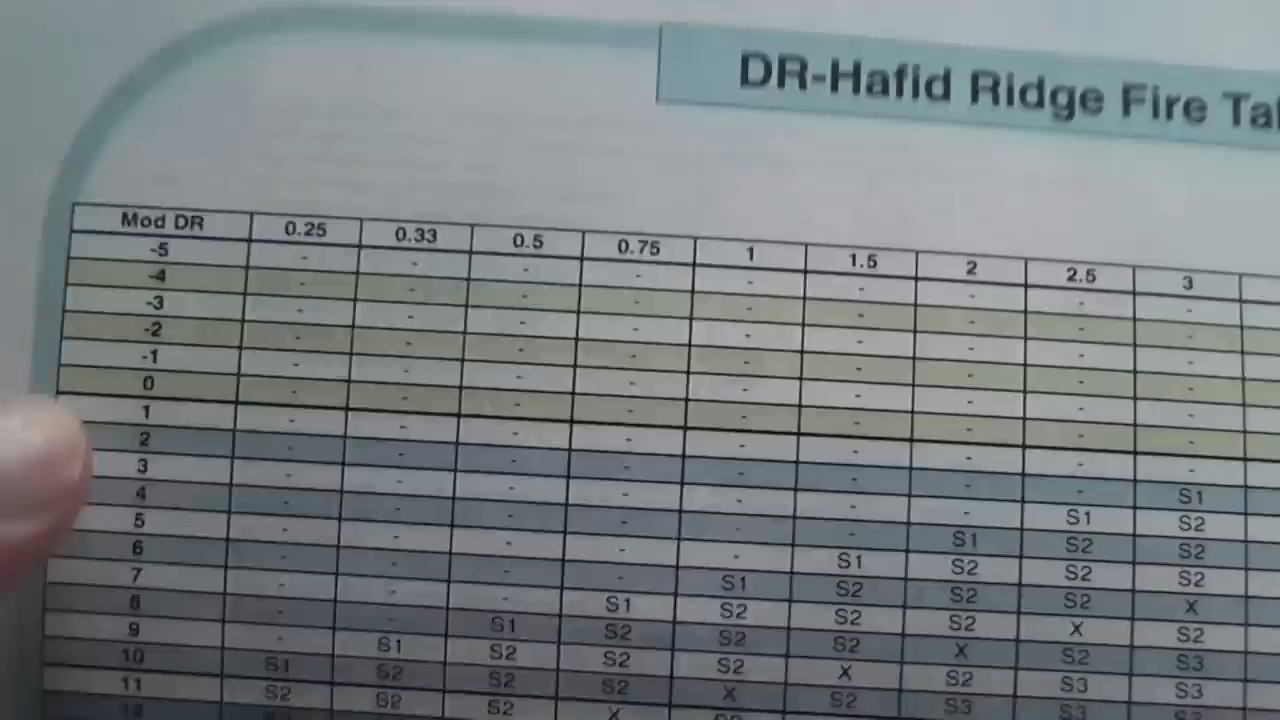 DR-Hafid Ridge Fire
Mod DR 0.25 0.33 0.5 0.75 1 1.5 2 2.5 3
-5 - - - - - - - - -
-4 - - - - - - - - -
-3 - - - - - - - - -
-2 - - - - - - - - -
-1 - - - - - - - - -
0 - - - - - - - - -
1 - - - - - - - - -
2 - - - - - - - - S1
3 - - - - - - - S1 S2
4 - - - - - - S1 S2 S2
5 - - - - - S1 S2 S2 S2
6 - - - - S1 S2 S2 S2 X
7 - - - S1 S2 S2 S2 X S2
8 - - S1 S2 S2 S2 X S2 S3
9 - S1 S2 S2 S2 X S2 S3 S3
10 S1 S2 S2 S2 X S2 S3 S3
11 S2 S2 S2 X